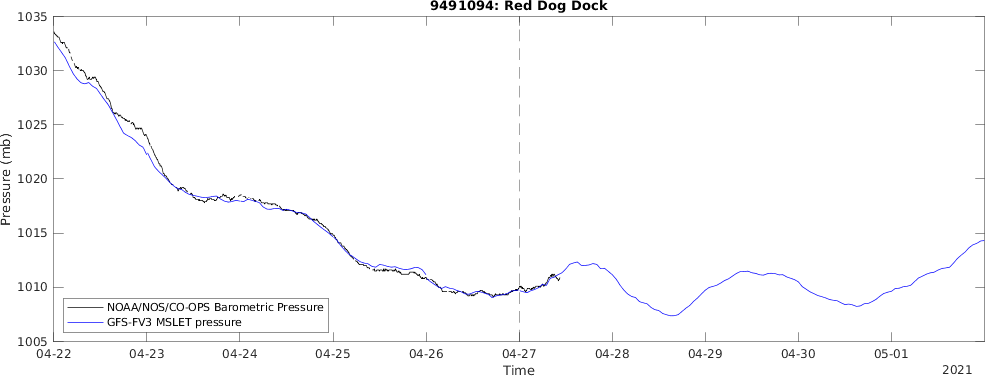 9491094: Red Dog Dock
Pressure (mb)
1035
1030
1025
1020
1015
1010
1005
NOAA/NOS/CO-OPS Barometric Pressure
GFS-FV3 MSLET pressure
04-22 04-23 04-24 04-25 04-26 04-27 04-28 04-29 04-30 05-01
Time
2021